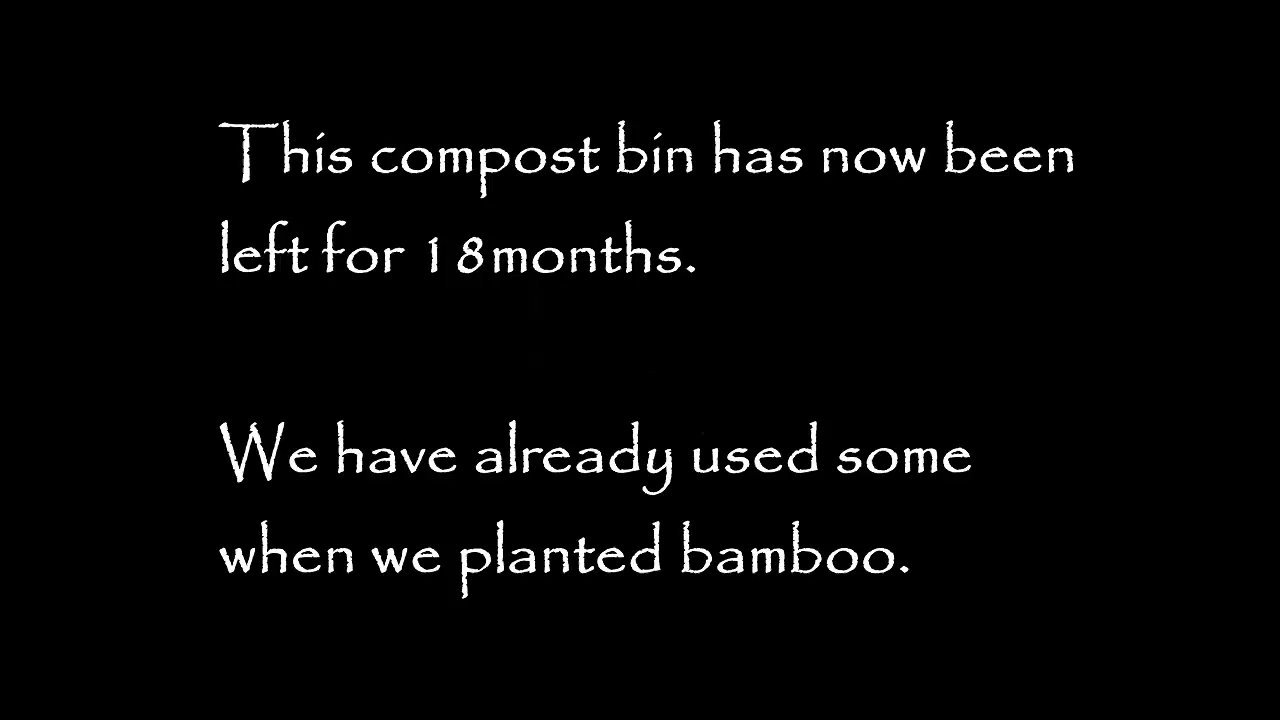 This compost bin has now been
left for 18months.
We have already used some
when we planted bamboo.